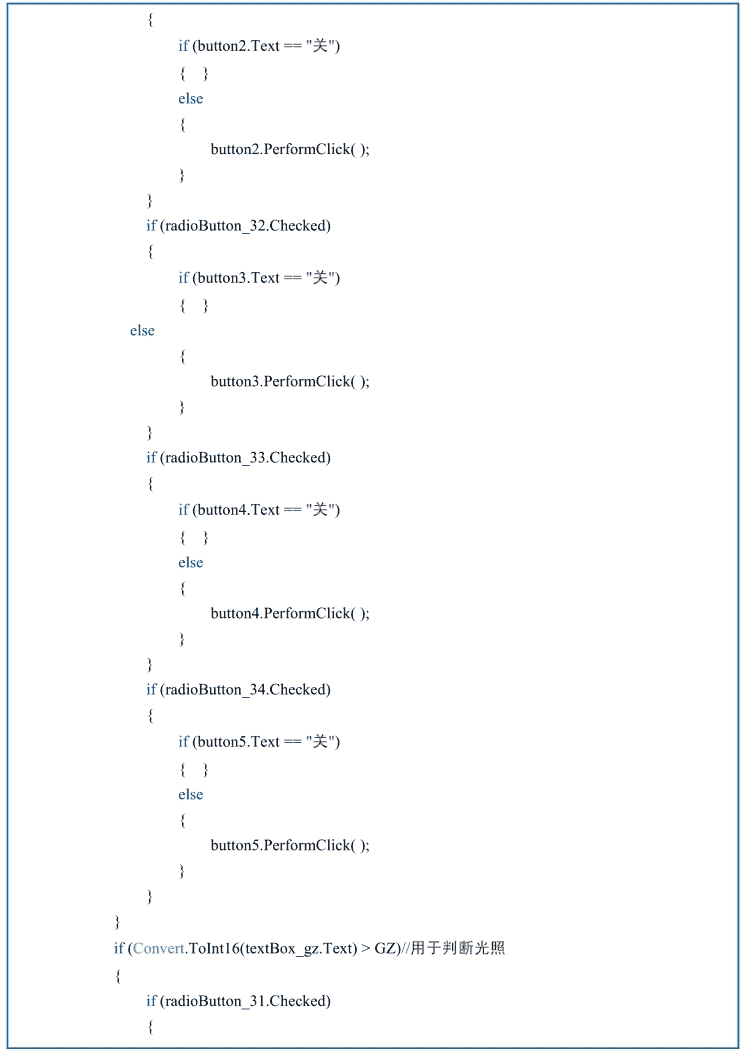 {
if (button2.Text == "关")
{ }
else
{
button2.PerformClick( );
}
}
if (radioButton_32.Checked)
{
if (button3.Text == "关")
{ }
else
{
button3.PerformClick( );
}
}
if (radioButton_33.Checked)
{
if (button4.Text == "关")
{ }
else
{
button4.PerformClick( );
}
}
if (radioButton_34.Checked)
{
if (button5.Text == "关")
{ }
else
{
button5.PerformClick( );
}
}
}
if (Convert.ToInt16(textBox_gz.Text) > GZ)//用于判断光照
{
if (radioButton_31.Checked)
{